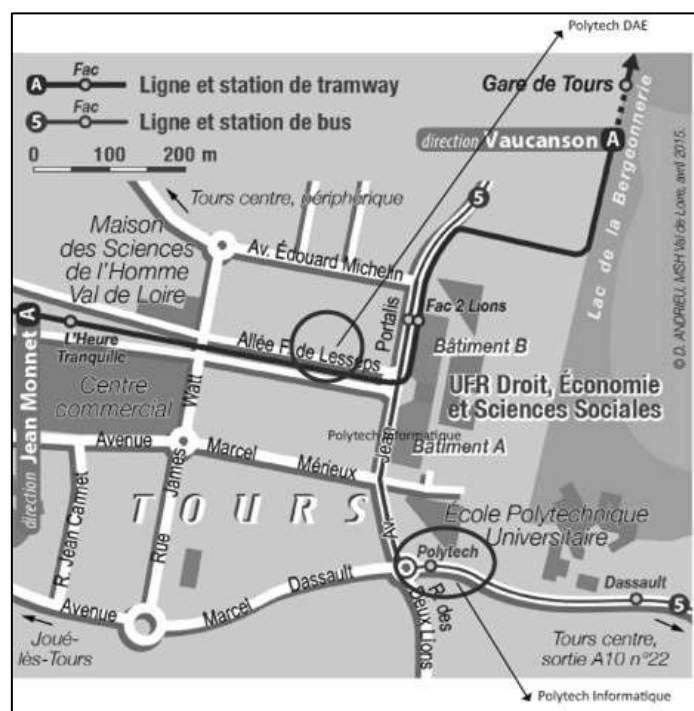 Polytech DAE
A Fac Ligne et station de tramway
5 Fac Ligne et station de bus
0 100 200 m
Gare de Tours
direction Vaucanson A
Tours centre, périphérique
5
Maison
des Sciences
de l'Homme
Val de Loire
Av. Édouard Michelin
Lac de la Bergeonnerie
© D. ANDRIEU, MSH Val de Loire, avril 2015.
direction Jean Monnet A
L'Heure
Tranquille
Allée F. de Lesseps
Fac 2 Lions
Bâtiment B
Av. Jean Portalis
Centre
commercial
UFR Droit, Économie
et Sciences Sociales
Rue James Watt
Polytech Informatique
Bâtiment A
Avenue Marcel Mérieux
R. Jean Carmet
TOURS
École Polytechnique
Universitaire
Polytech
Dassault
5
Avenue Marcel Dassault
R. des
Deux Lions
Joué-
lès-Tours
Tours centre,
sortie A10 n°22
Polytech Informatique